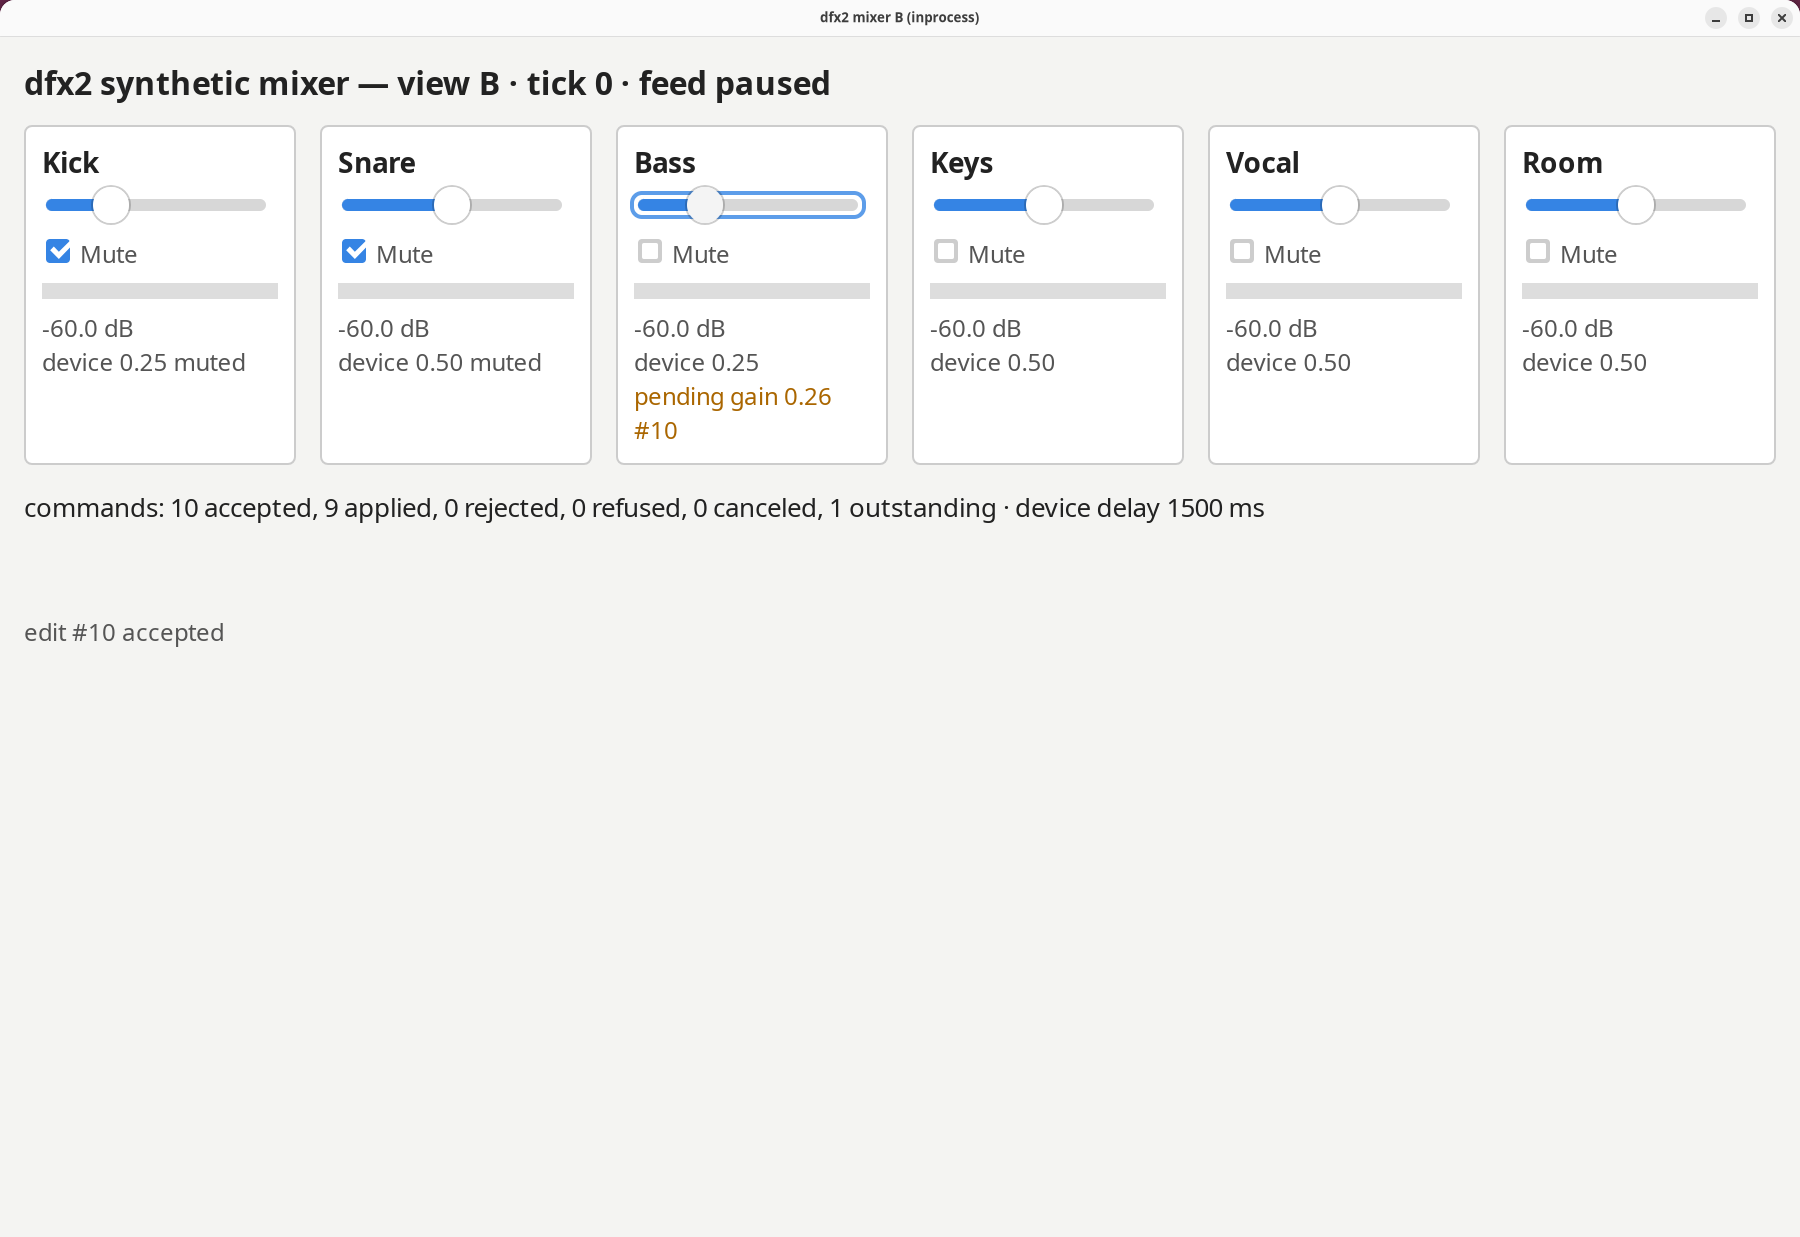 dfx2 mixer B (inprocess)
dfx2 synthetic mixer — view B · tick 0 · feed paused
Kick
Mute
-60.0 dB
device 0.25 muted
Snare
Mute
-60.0 dB
device 0.50 muted
Bass
Mute
-60.0 dB
device 0.25
pending gain 0.26
#10
Keys
Mute
-60.0 dB
device 0.50
Vocal
Mute
-60.0 dB
device 0.50
Room
Mute
-60.0 dB
device 0.50
commands: 10 accepted, 9 applied, 0 rejected, 0 refused, 0 canceled, 1 outstanding · device delay 1500 ms
edit #10 accepted